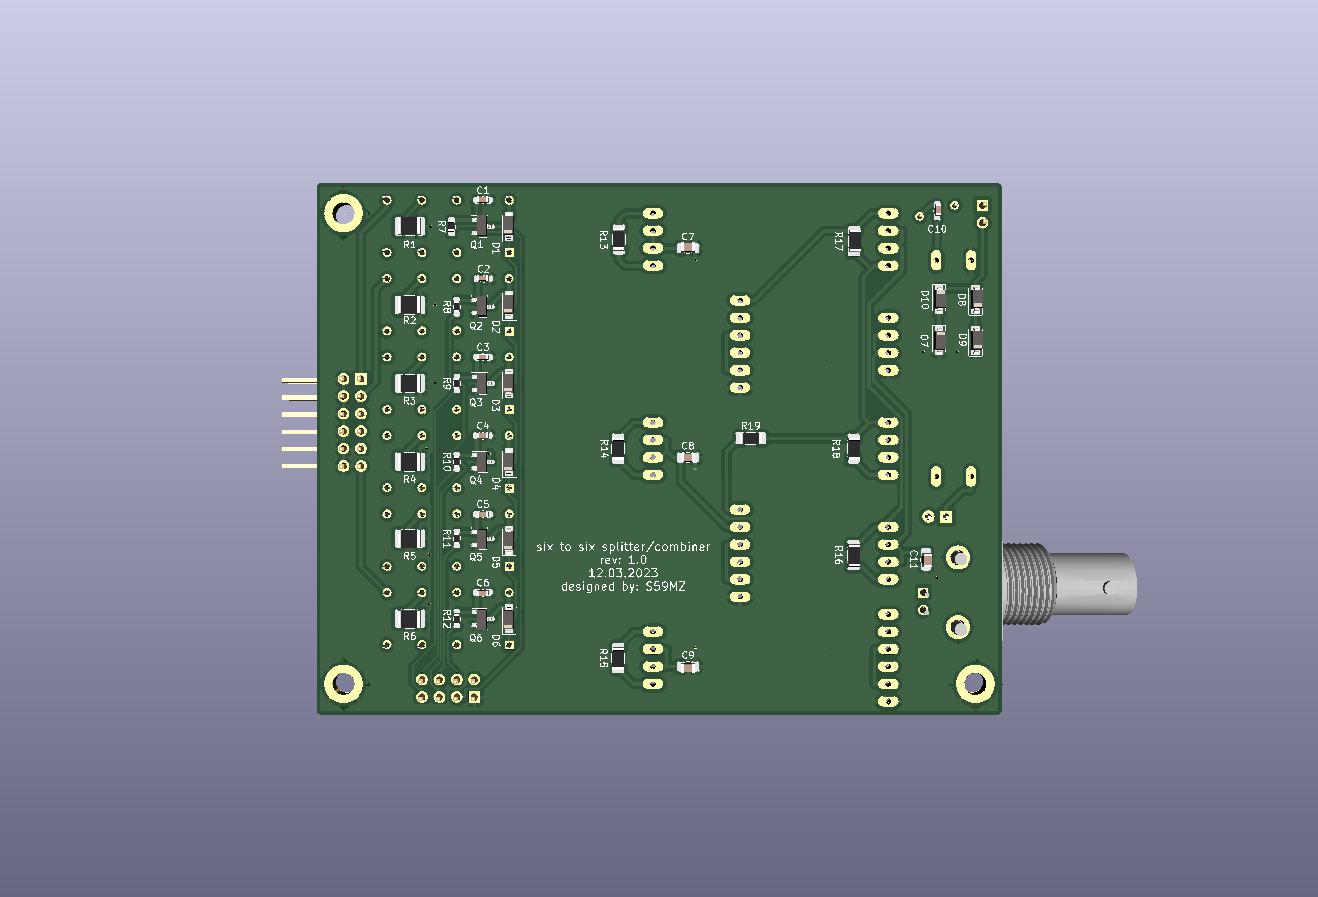 C1
R1
R7
Q1
D1
C2
R2
R8
Q2
D2
C3
R3
R9
Q3
D3
C4
R4
R10
Q4
D4
C5
R5
R11
Q5
D5
C6
R6
R12
Q6
D6
R13
C7
R14
C8
R19
R15
C9
R17
R18
R16
C10
D10
D8
D7
D9
C11
six to six splitter/combiner
rev: 1.0
12.03.2023
designed by: S59MZ